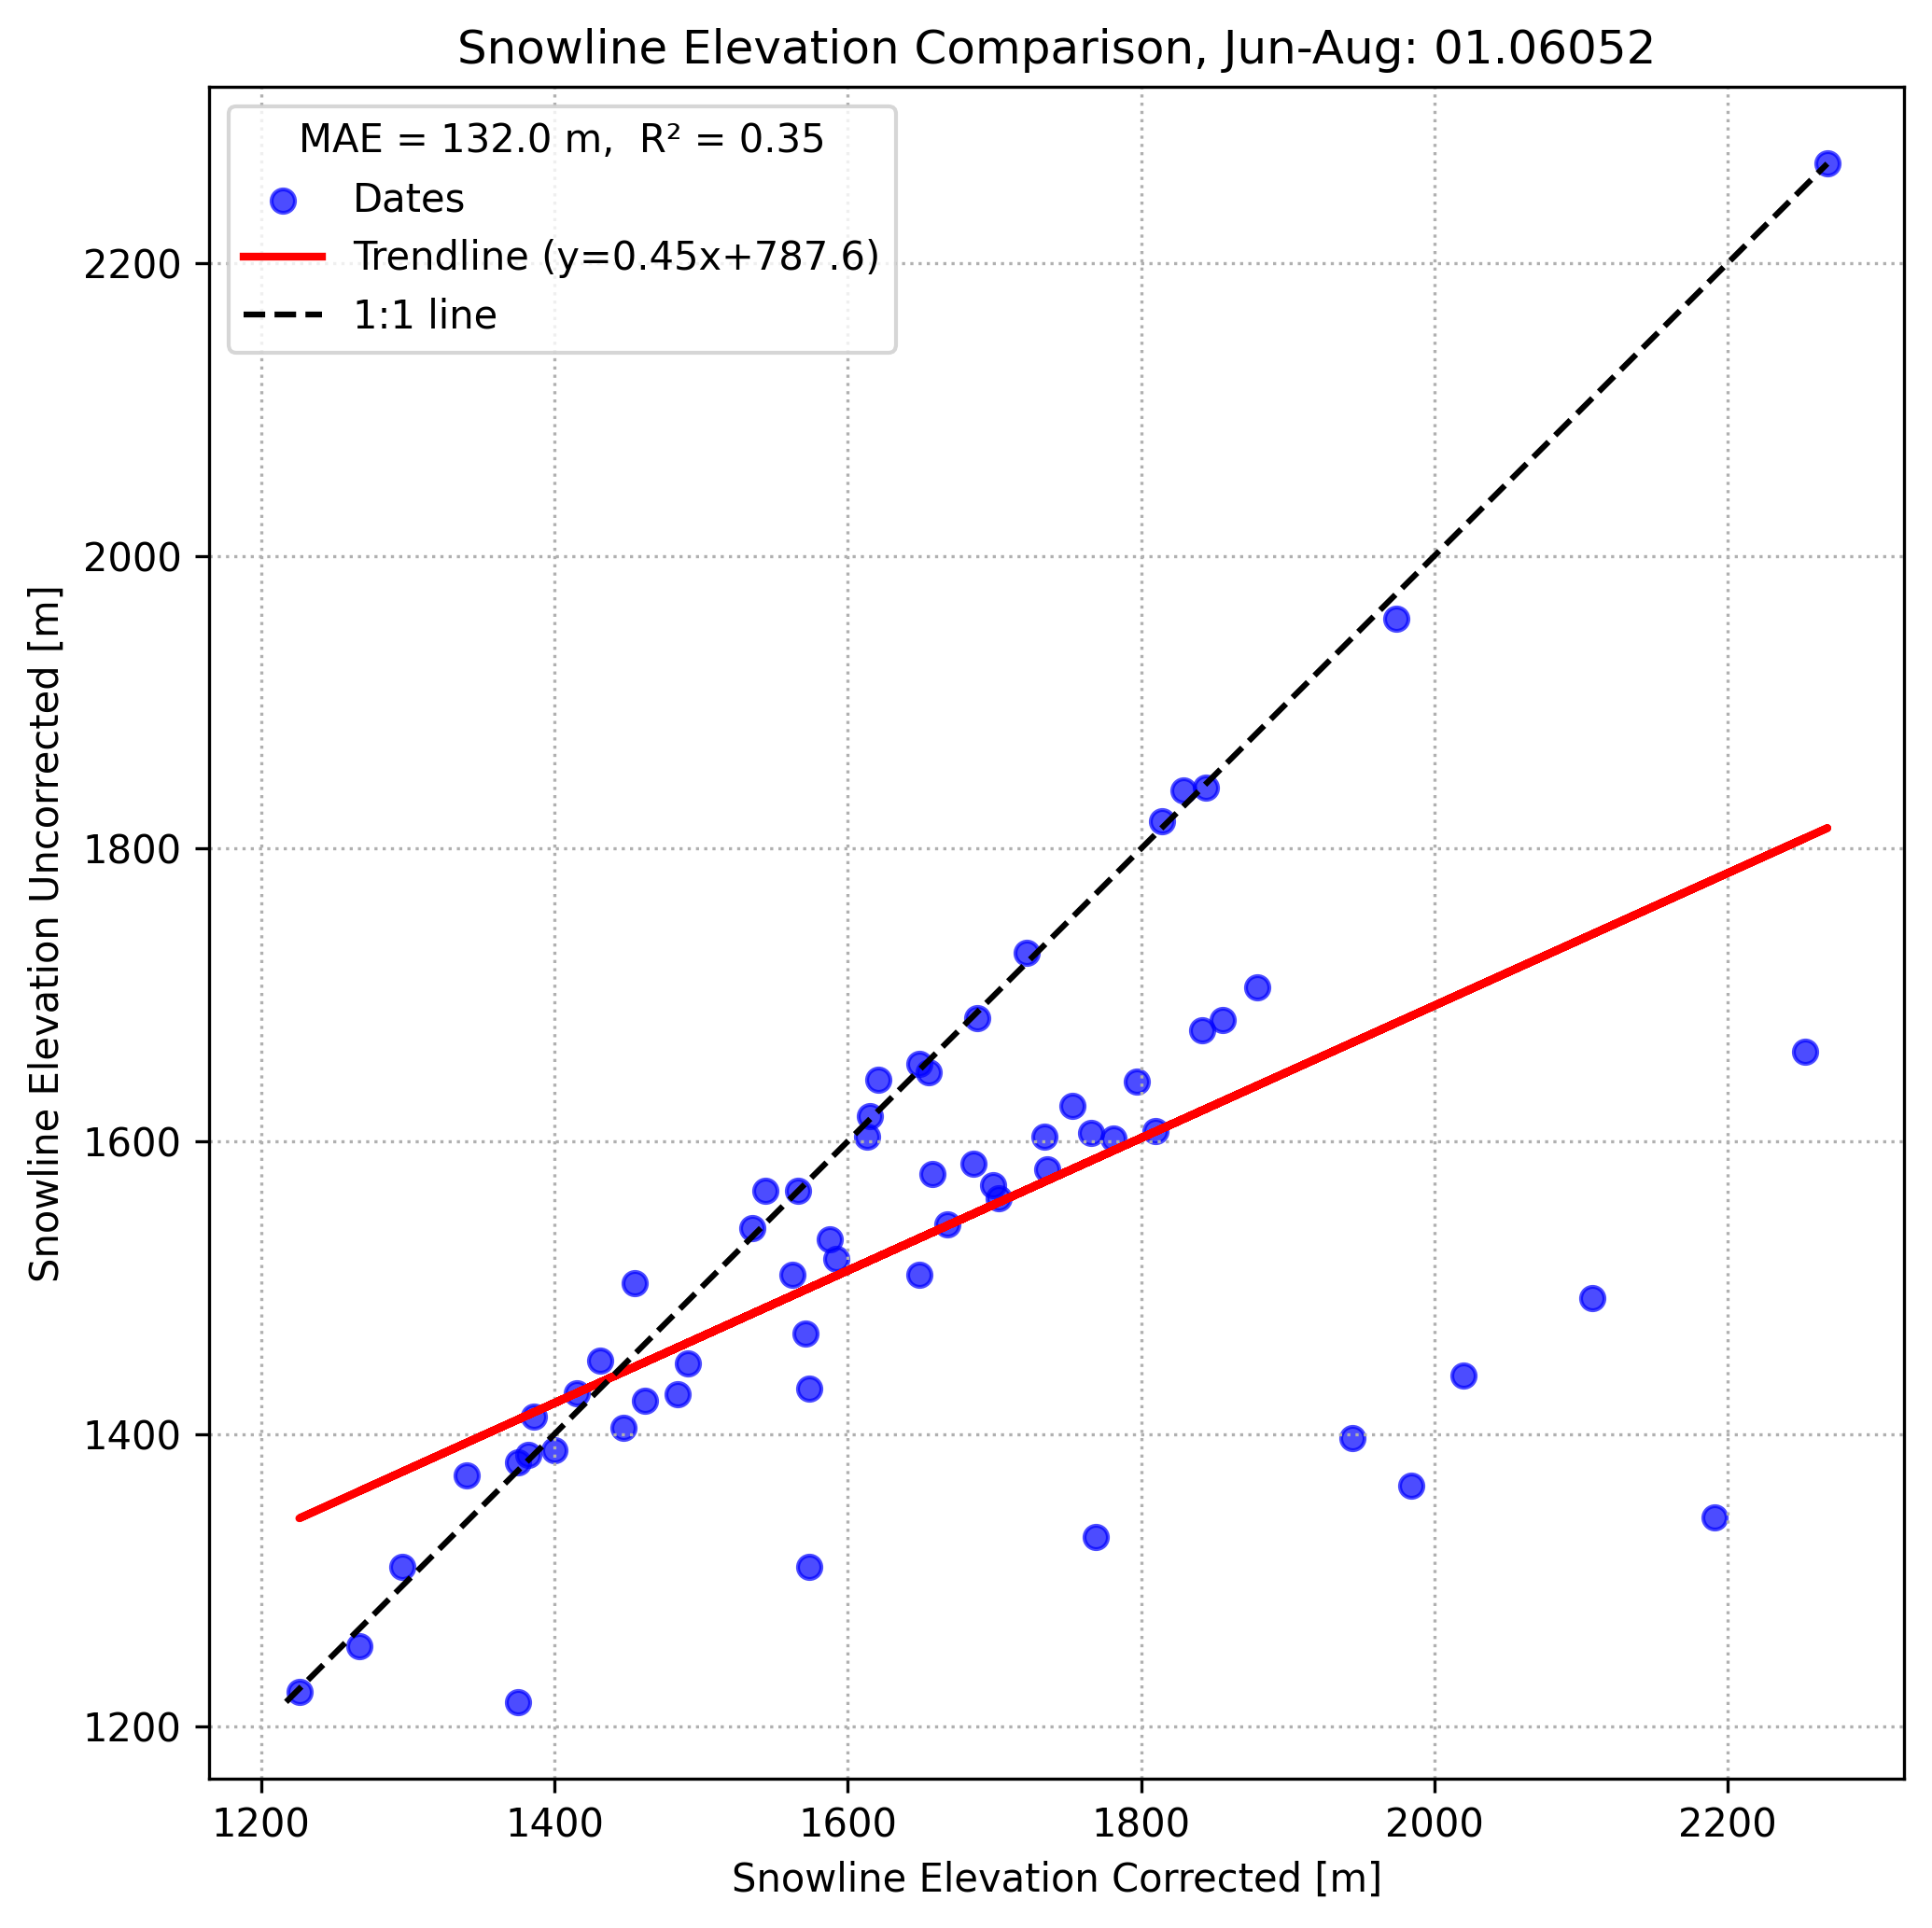 Snowline Elevation Comparison, Jun-Aug: 01.06052
MAE = 132.0 m,  R² = 0.35
Dates
Trendline (y=0.45x+787.6)
1:1 line
Snowline Elevation Uncorrected [m]
2200
2000
1800
1600
1400
1200
1200 1400 1600 1800 2000 2200
Snowline Elevation Corrected [m]